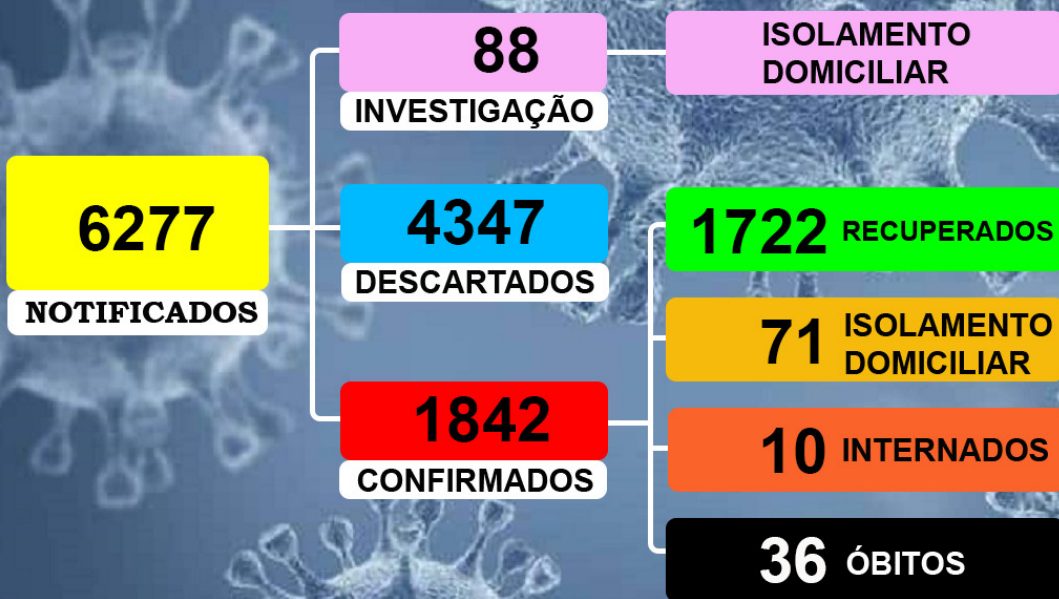 6277
NOTIFICADOS
88
INVESTIGAÇÃO
ISOLAMENTO
DOMICILIAR
4347
DESCARTADOS
1842
CONFIRMADOS
1722 RECUPERADOS
71 ISOLAMENTO
DOMICILIAR
10 INTERNADOS
36 ÓBITOS